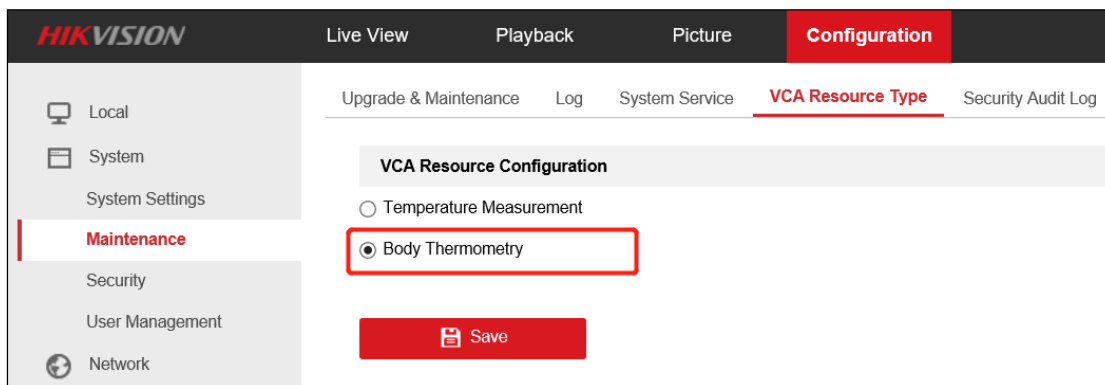 HIKVISION Live View Playback Picture Configuration
Upgrade & Maintenance Log System Service VCA Resource Type Security Audit Log
Local
System
System Settings
Maintenance
Security
User Management
Network
VCA Resource Configuration
Temperature Measurement
Body Thermometry
Save